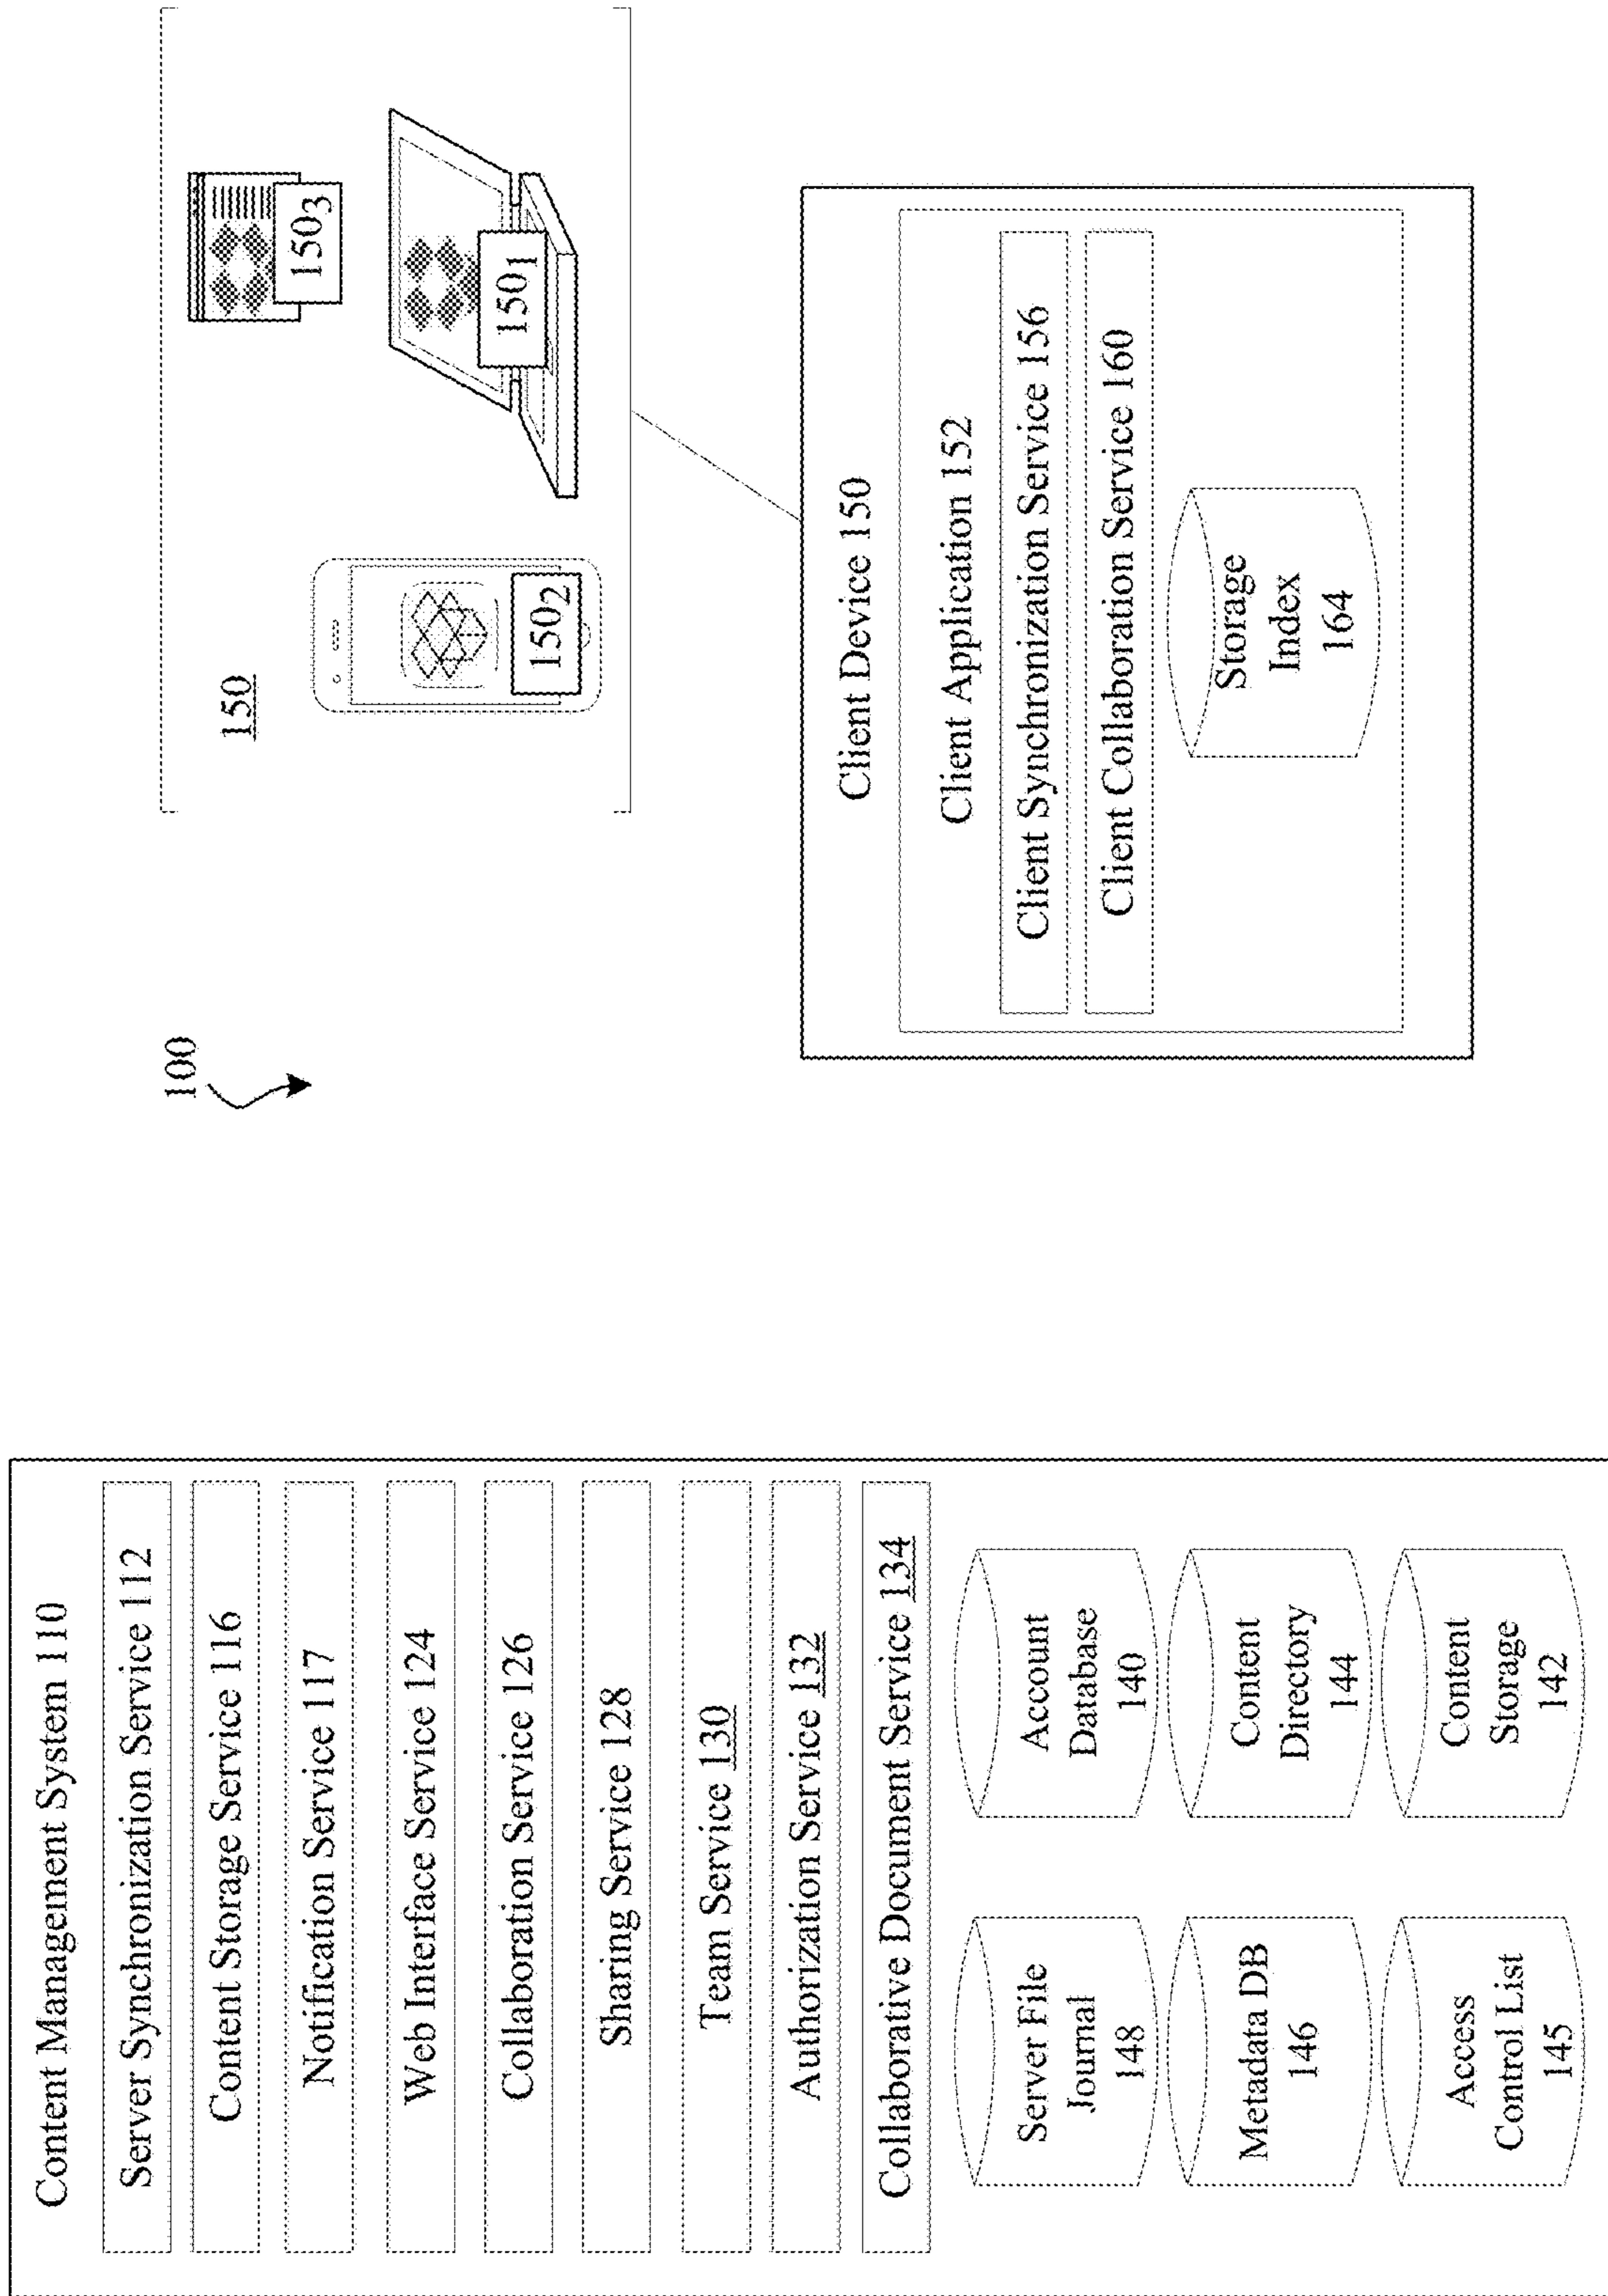 Content Management System 110
Server Synchronization Service 112
Content Storage Service 116
Notification Service 117
Web Interface Service 124
Collaboration Service 126
Sharing Service 128
Team Service 130
Authorization Service 132
Collaborative Document Service 134
Server File
Journal
148
Account
Database
140
Metadata DB
146
Content
Directory
144
Access
Control List
145
Content
Storage
142
100
150
150₂
150₃
150₁
Client Device 150
Client Application 152
Client Synchronization Service 156
Client Collaboration Service 160
Storage
Index
164